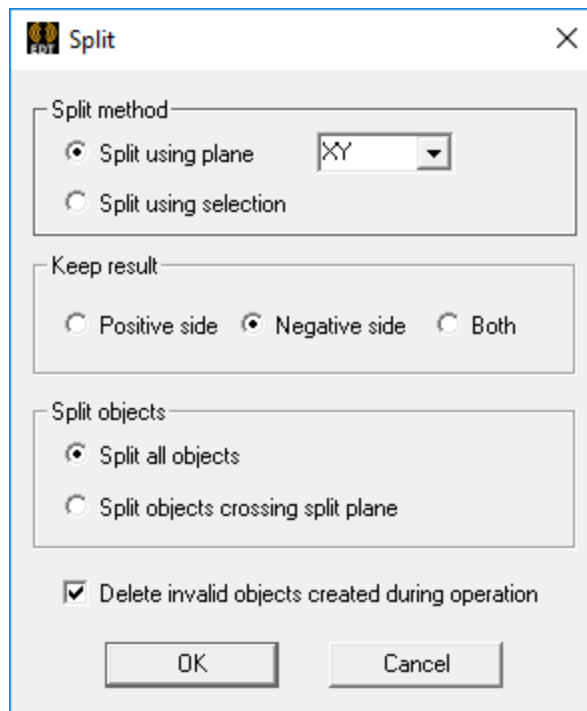 EDT Split
Split method
Split using plane XY
Split using selection
Keep result
Positive side Negative side Both
Split objects
Split all objects
Split objects crossing split plane
Delete invalid objects created during operation
OK Cancel